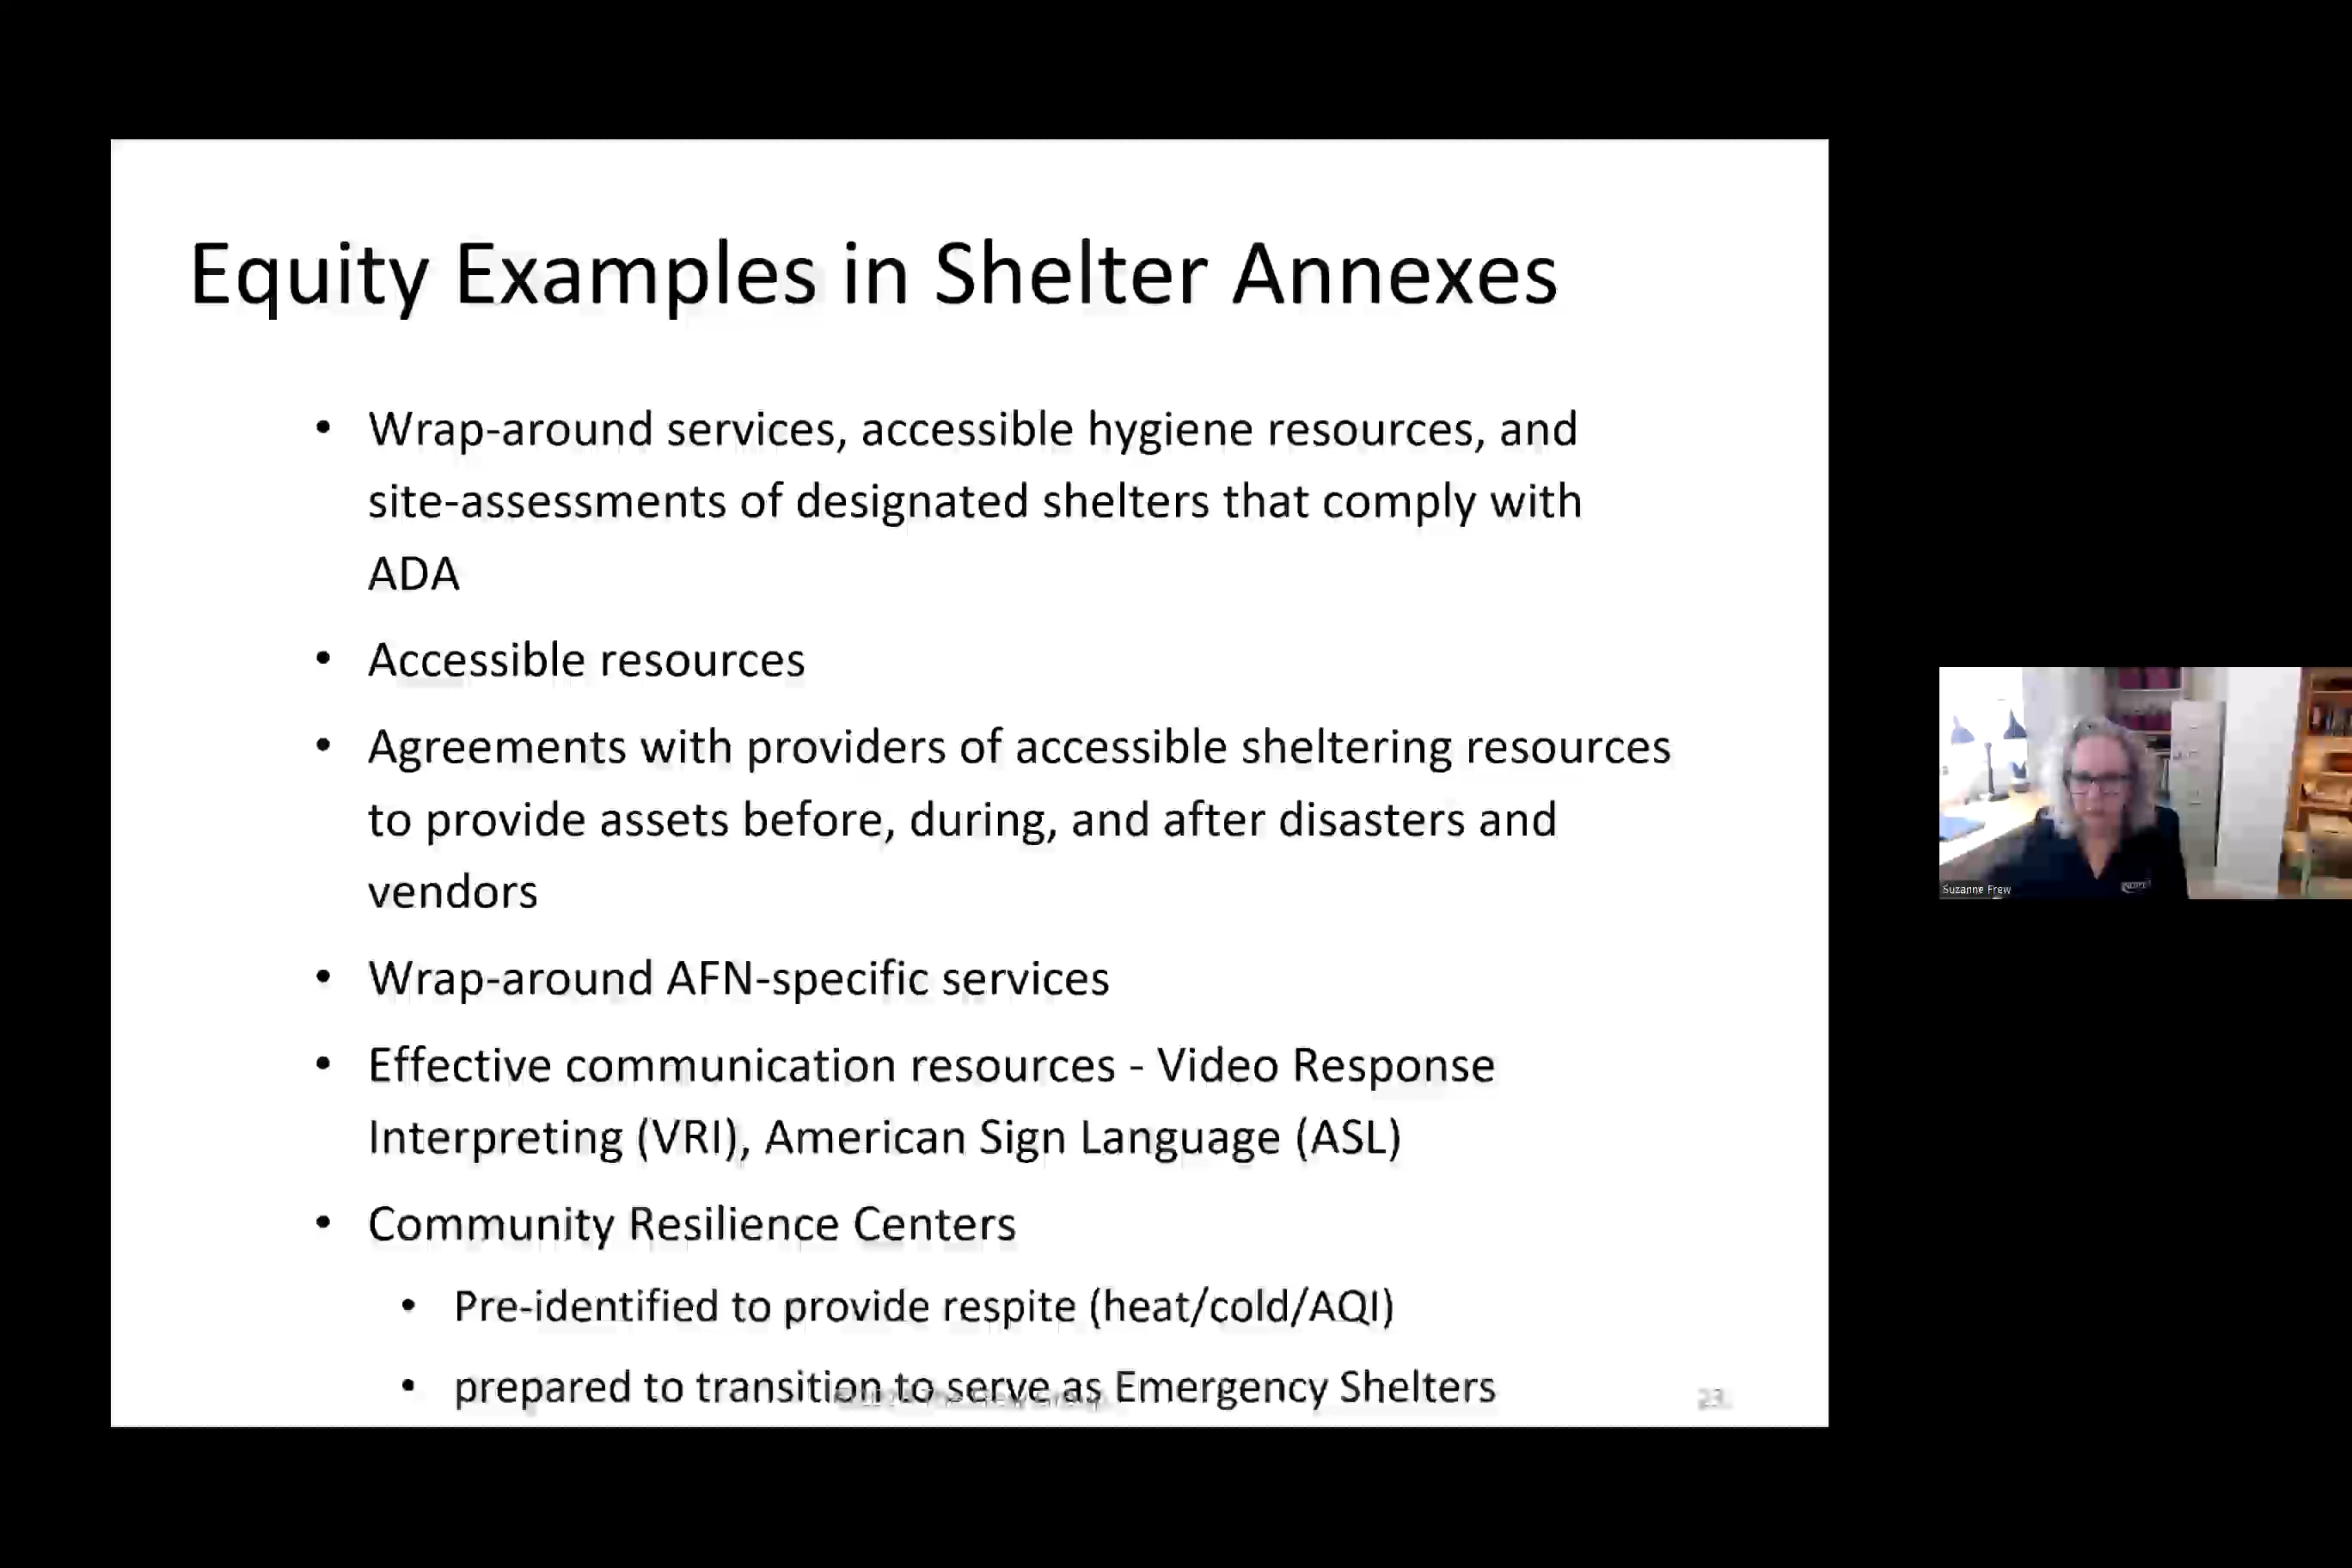 Equity Examples in Shelter Annexes
• Wrap-around services, accessible hygiene resources, and
site-assessments of designated shelters that comply with
ADA
• Accessible resources
• Agreements with providers of accessible sheltering resources
to provide assets before, during, and after disasters and
vendors
• Wrap-around AFN-specific services
• Effective communication resources - Video Response
Interpreting (VRI), American Sign Language (ASL)
• Community Resilience Centers
• Pre-identified to provide respite (heat/cold/AQI)
• prepared to transition to serve as Emergency Shelters
23
Suzanne Frew